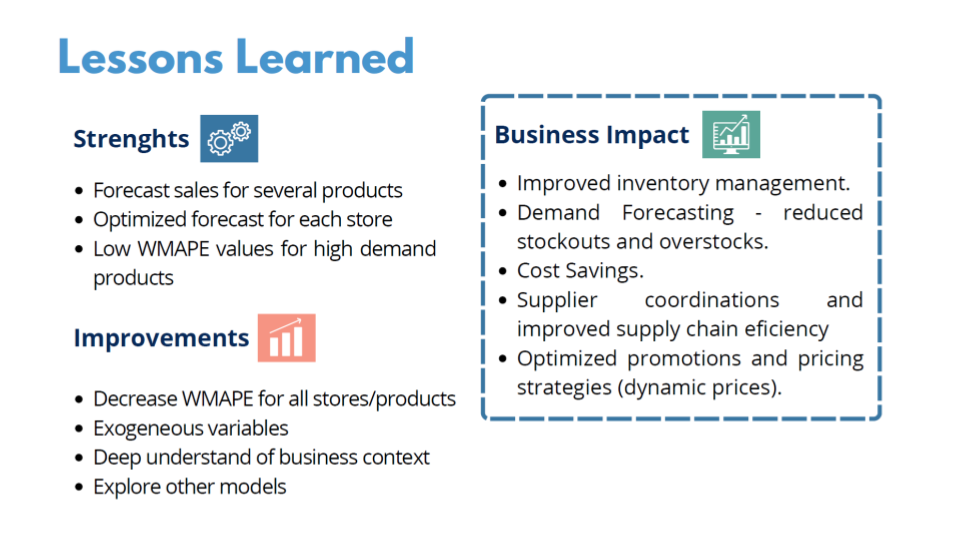 Lessons Learned
Strenghts
• Forecast sales for several products
• Optimized forecast for each store
• Low WMAPE values for high demand
products
Improvements
• Decrease WMAPE for all stores/products
• Exogeneous variables
• Deep understand of business context
• Explore other models
Business Impact
• Improved inventory management.
• Demand Forecasting - reduced
stockouts and overstocks.
• Cost Savings.
• Supplier coordinations and
improved supply chain eficiency
• Optimized promotions and pricing
strategies (dynamic prices).